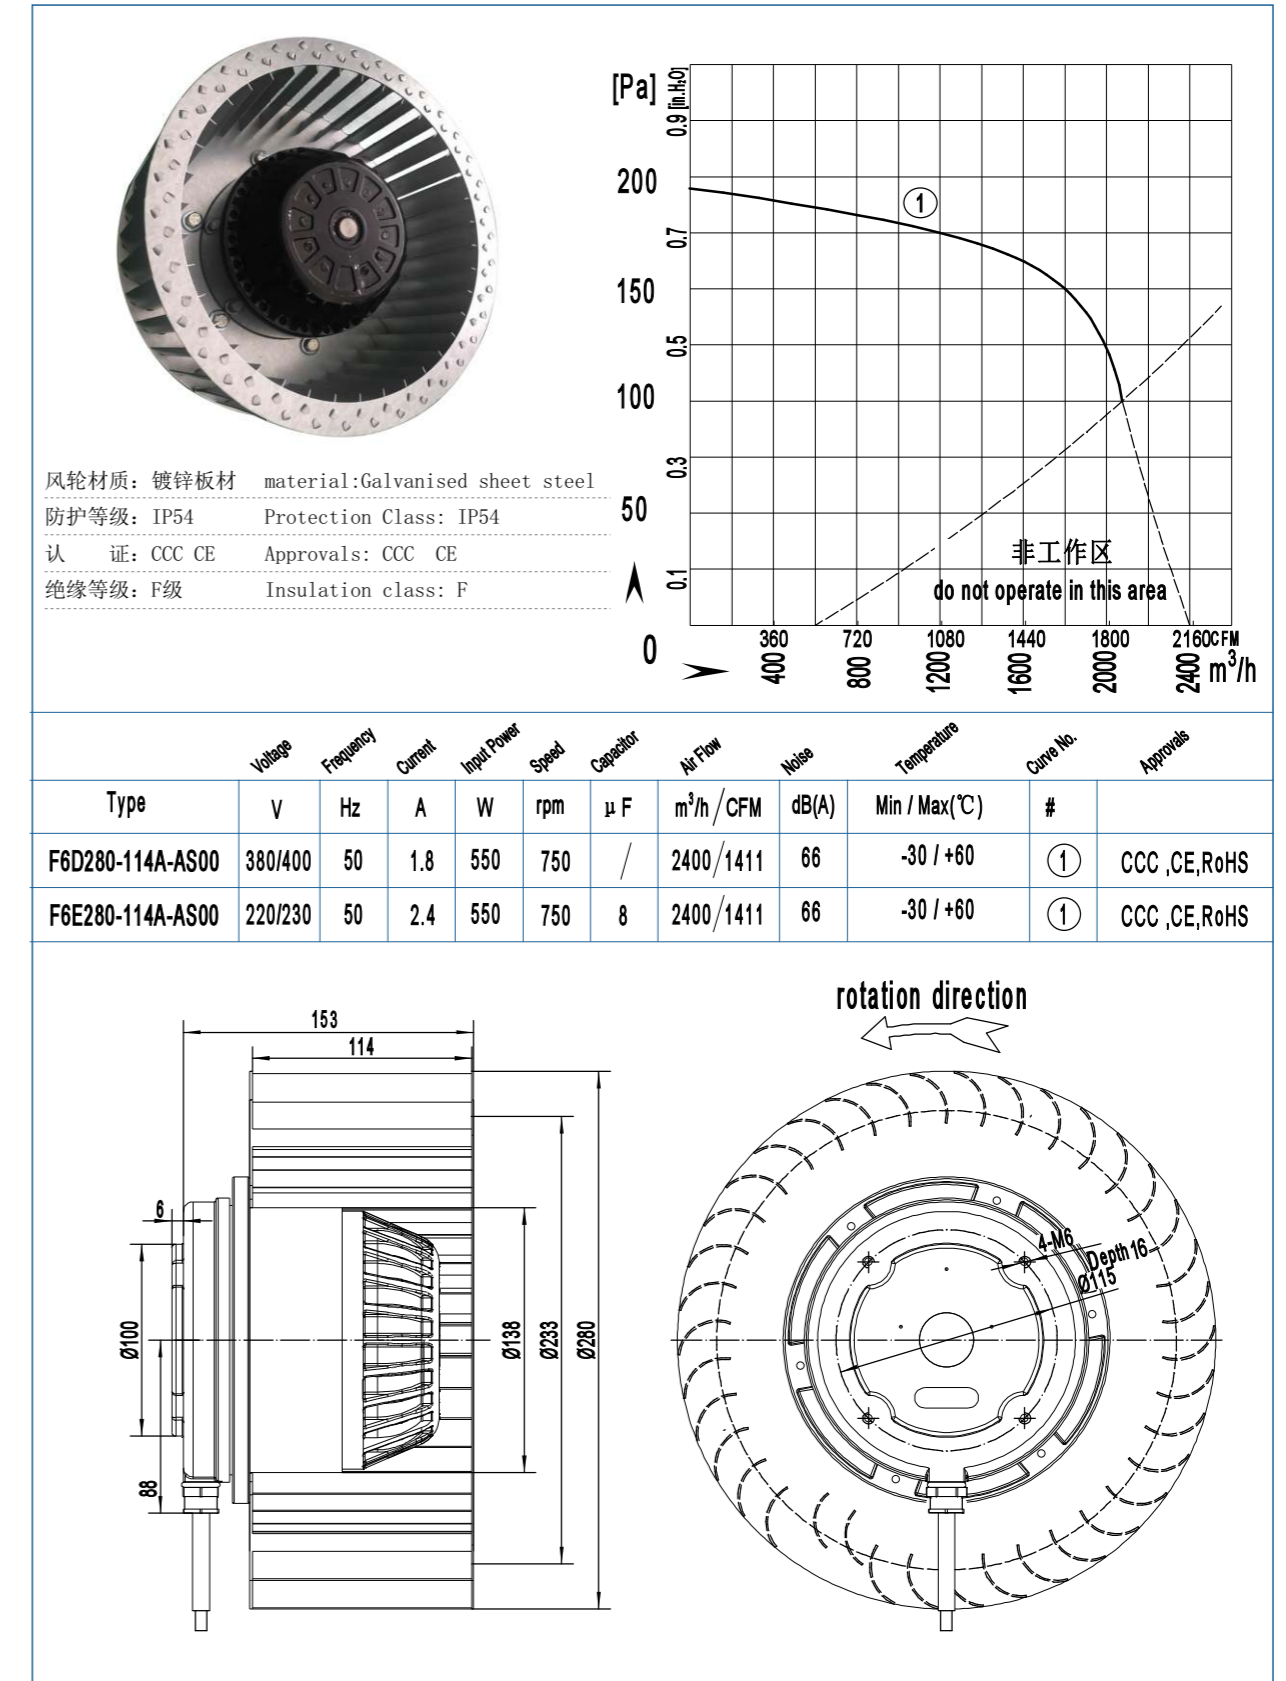 [Pa]
[in.H₂O]
0.9
200
0.7
150
0.5
100
0.3
50
0.1
0
①
非工作区
do not operate in this area
360 720 1080 1440 1800 2160 CFM
400 800 1200 1600 2000 2400 m³/h
风轮材质：镀锌板材 material:Galvanised sheet steel
防护等级：IP54 Protection Class: IP54
认 证：CCC CE Approvals: CCC CE
绝缘等级：F级 Insulation class: F
Voltage Frequency Current Input Power Speed Capacitor Air Flow Noise Temperature Curve No. Approvals
Type V Hz A W rpm μF m³/h/CFM dB(A) Min / Max(℃) #
F6D280-114A-AS00 380/400 50 1.8 550 750 / 2400/1411 66 -30 / +60 ① CCC ,CE,RoHS
F6E280-114A-AS00 220/230 50 2.4 550 750 8 2400/1411 66 -30 / +60 ① CCC ,CE,RoHS
153
114
6
Ø100
88
Ø138
Ø233
Ø280
rotation direction
4-M6
Depth 16
Ø115